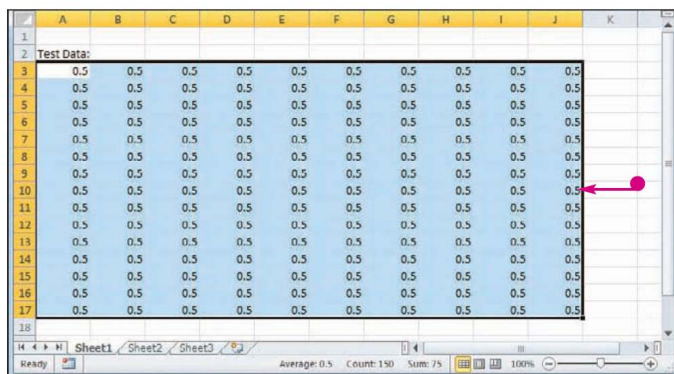 A B C D E F G H I J K
1
2 Test Data:
3 0.5 0.5 0.5 0.5 0.5 0.5 0.5 0.5 0.5 0.5
4 0.5 0.5 0.5 0.5 0.5 0.5 0.5 0.5 0.5 0.5
5 0.5 0.5 0.5 0.5 0.5 0.5 0.5 0.5 0.5 0.5
6 0.5 0.5 0.5 0.5 0.5 0.5 0.5 0.5 0.5 0.5
7 0.5 0.5 0.5 0.5 0.5 0.5 0.5 0.5 0.5 0.5
8 0.5 0.5 0.5 0.5 0.5 0.5 0.5 0.5 0.5 0.5
9 0.5 0.5 0.5 0.5 0.5 0.5 0.5 0.5 0.5 0.5
10 0.5 0.5 0.5 0.5 0.5 0.5 0.5 0.5 0.5 0.5
11 0.5 0.5 0.5 0.5 0.5 0.5 0.5 0.5 0.5 0.5
12 0.5 0.5 0.5 0.5 0.5 0.5 0.5 0.5 0.5 0.5
13 0.5 0.5 0.5 0.5 0.5 0.5 0.5 0.5 0.5 0.5
14 0.5 0.5 0.5 0.5 0.5 0.5 0.5 0.5 0.5 0.5
15 0.5 0.5 0.5 0.5 0.5 0.5 0.5 0.5 0.5 0.5
16 0.5 0.5 0.5 0.5 0.5 0.5 0.5 0.5 0.5 0.5
17 0.5 0.5 0.5 0.5 0.5 0.5 0.5 0.5 0.5 0.5
18
Sheet1 Sheet2 Sheet3
Ready Average: 0.5 Count: 150 Sum: 75 100%